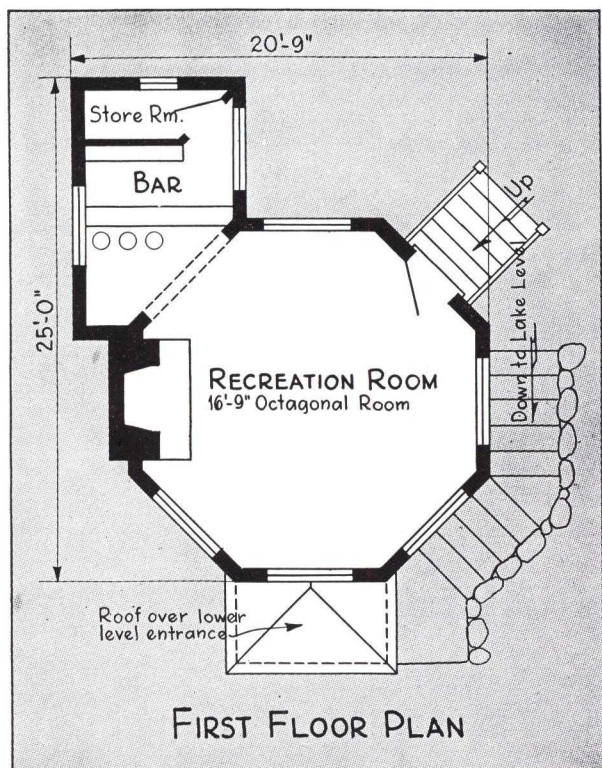 20'-9"
Store Rm.
BAR
Up
25'-0"
Down to Lake Level
RECREATION ROOM
16'-9" Octagonal Room
Roof over lower
level entrance
FIRST FLOOR PLAN